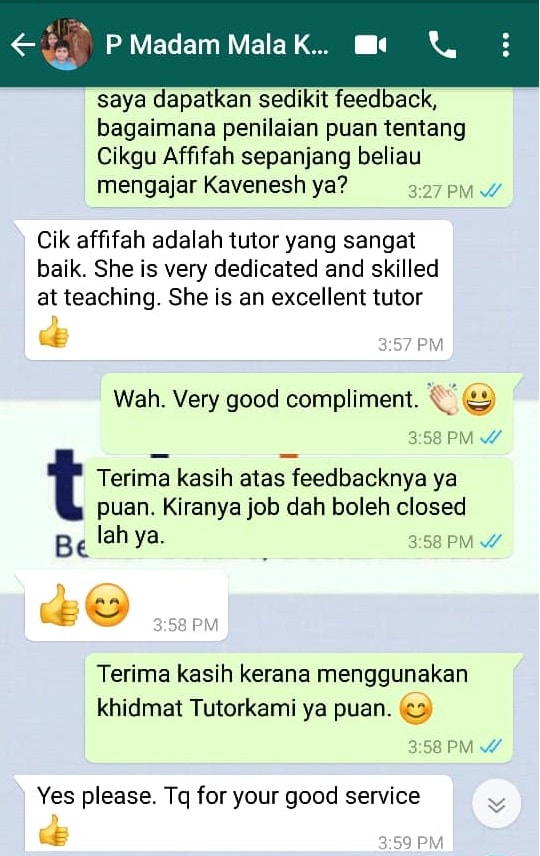 P Madam Mala K...
saya dapatkan sedikit feedback,
bagaimana penilaian puan tentang
Cikgu Affifah sepanjang beliau
mengajar Kavenesh ya?
3:27 PM
Cik affifah adalah tutor yang sangat
baik. She is very dedicated and skilled
at teaching. She is an excellent tutor
👍
3:57 PM
Wah. Very good compliment. 👏😃
3:58 PM
Terima kasih atas feedbacknya ya
puan. Kiranya job dah boleh closed
lah ya.
3:58 PM
👍😊
3:58 PM
Terima kasih kerana menggunakan
khidmat Tutorkami ya puan. 😊
3:58 PM
Yes please. Tq for your good service
👍
3:59 PM